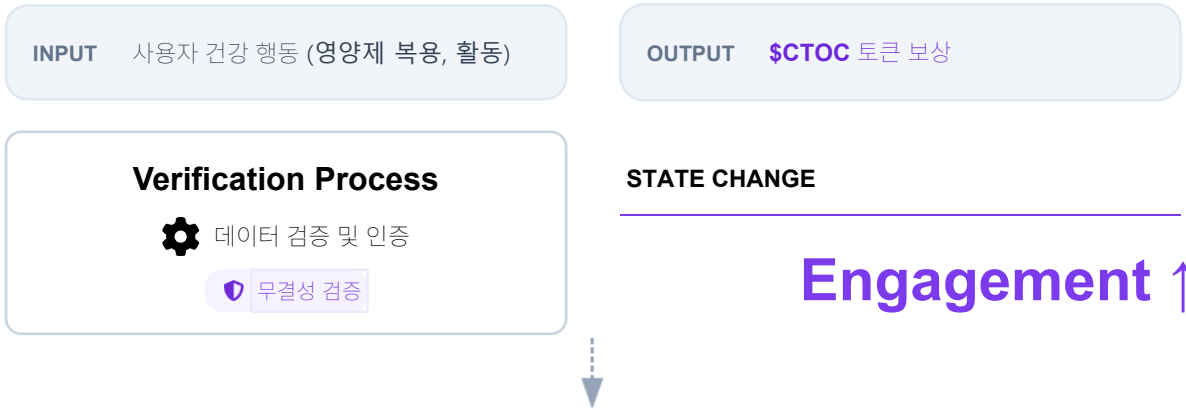 INPUT 사용자 건강 행동 (영양제 복용, 활동)
OUTPUT $CTOC 토큰 보상
Verification Process
데이터 검증 및 인증
무결성 검증
STATE CHANGE
Engagement ↑